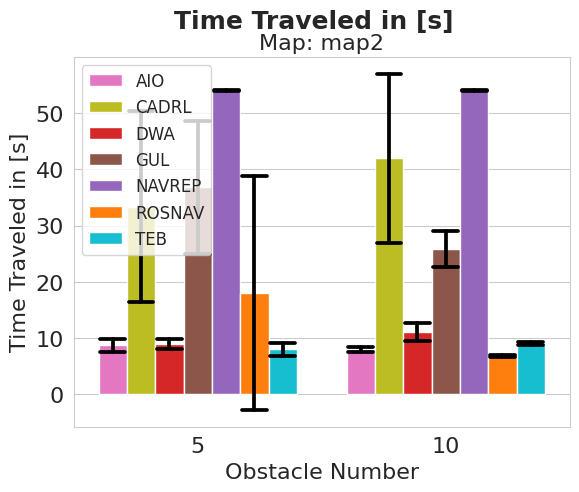 Time Traveled in [s]
Map: map2
Time Traveled in [s]
50
40
30
20
10
0
AIO
CADRL
DWA
GUL
NAVREP
ROSNAV
TEB
5
10
Obstacle Number